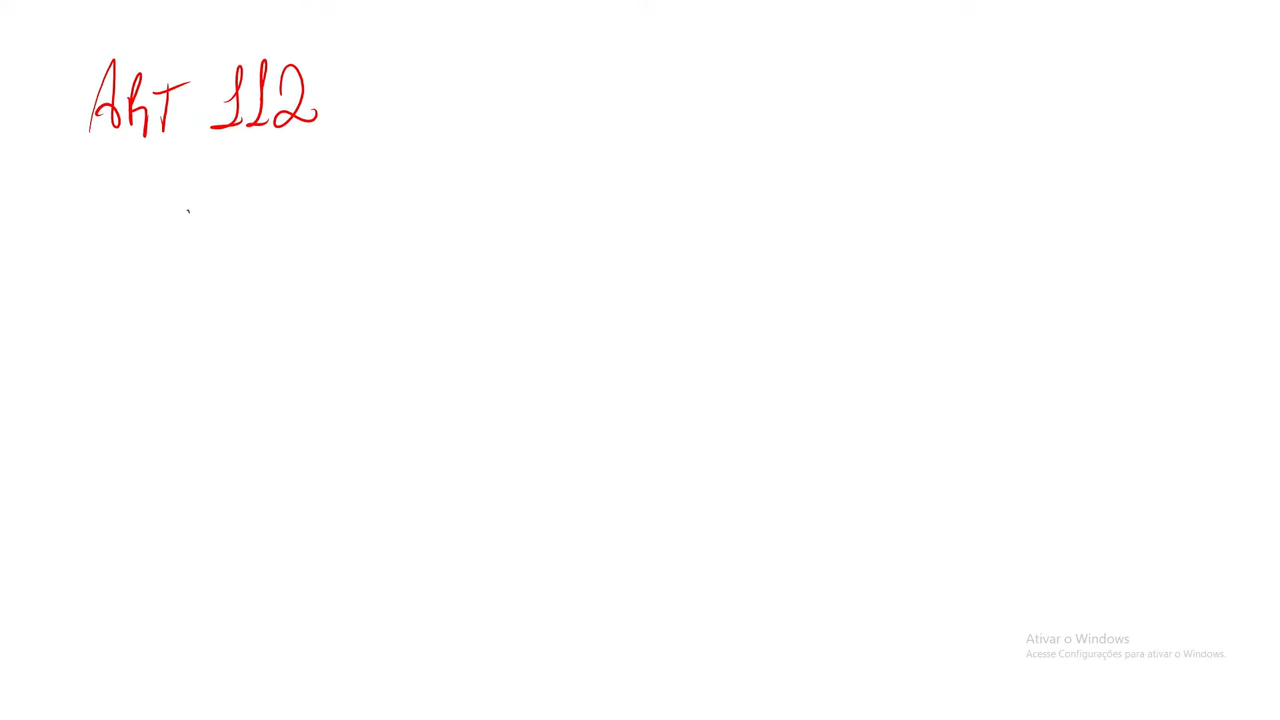 Art 112
Ativar o Windows
Acesse Configurações para ativar o Windows.